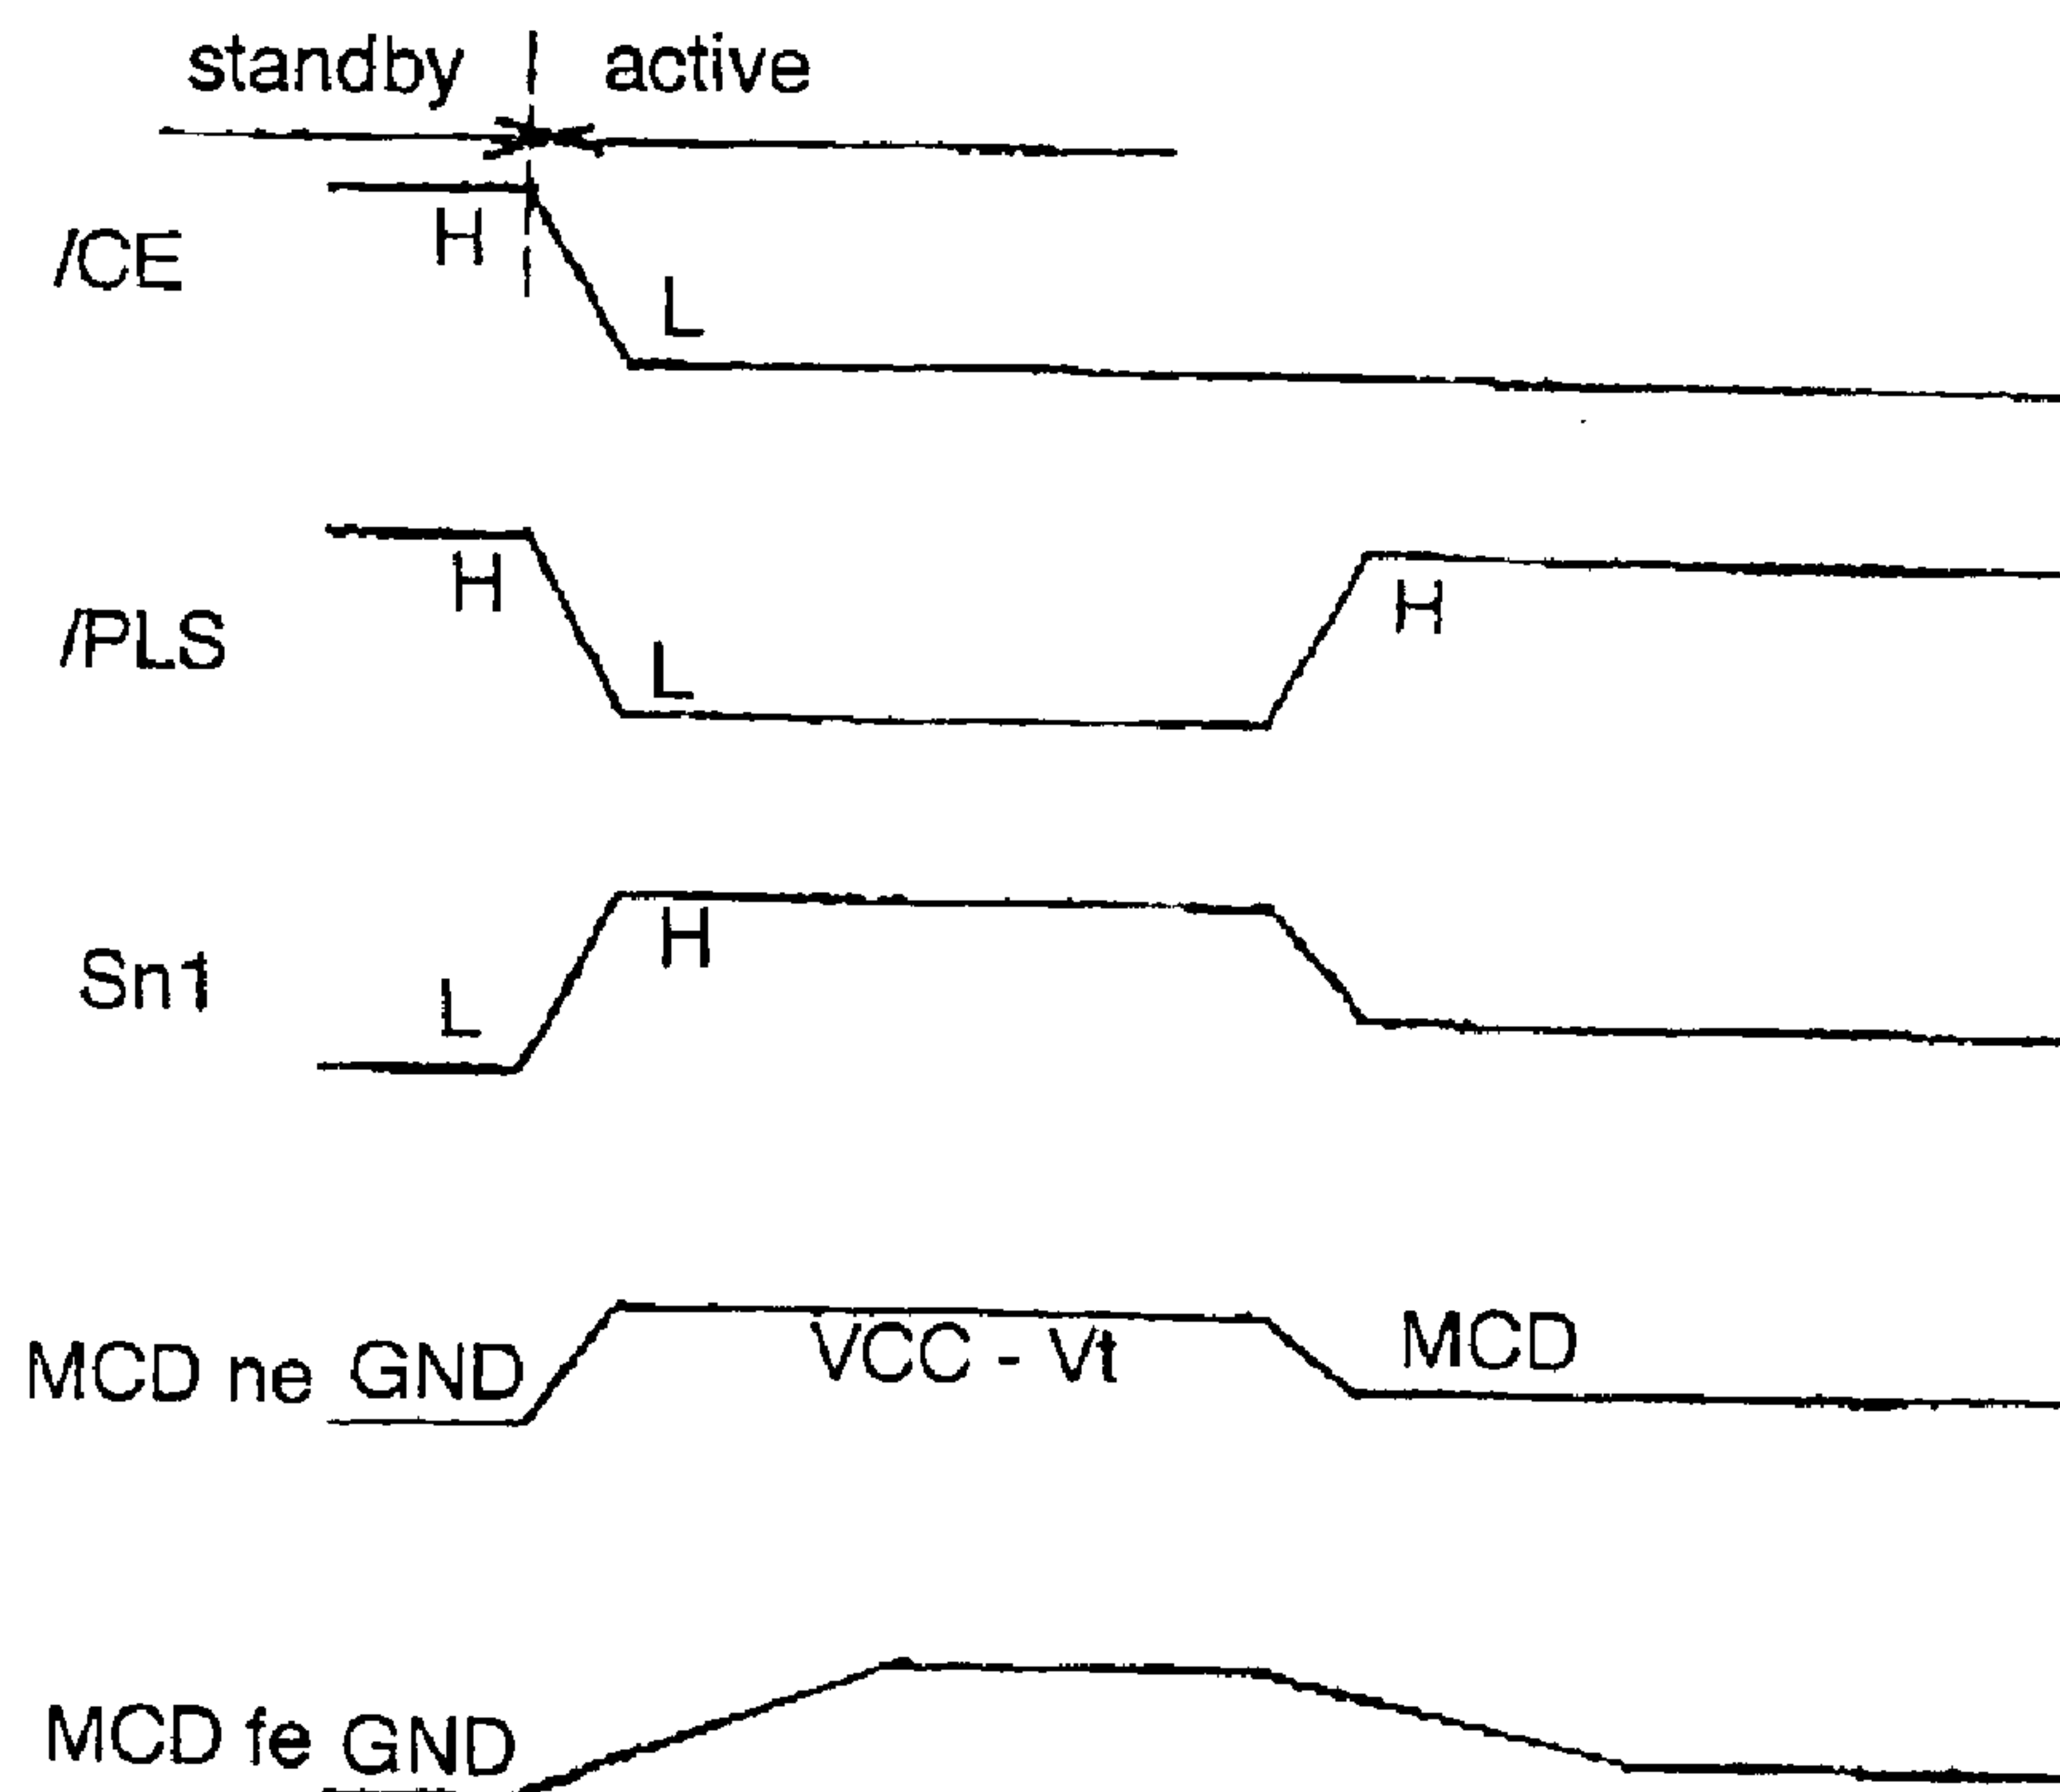 standby active
/CE H L
/PLS H L H
Sn1 L H
MCD ne GND VCC - Vt MCD
MCD fe GND